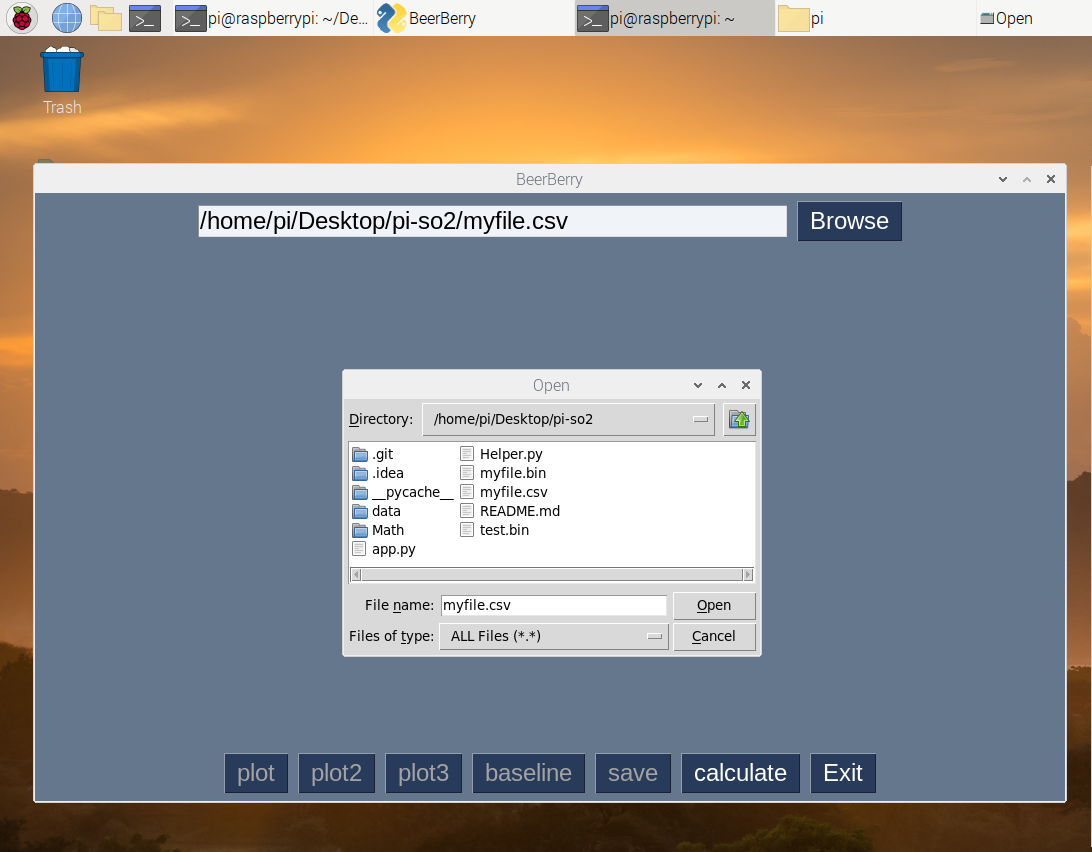 pi@raspberrypi: ~/De... BeerBerry pi@raspberrypi: ~ pi Open
Trash
BeerBerry
/home/pi/Desktop/pi-so2/myfile.csv Browse
Open
Directory: /home/pi/Desktop/pi-so2
.git Helper.py
.idea myfile.bin
__pycache__ myfile.csv
data README.md
Math test.bin
app.py
File name: myfile.csv Open
Files of type: ALL Files (*.*) Cancel
plot plot2 plot3 baseline save calculate Exit